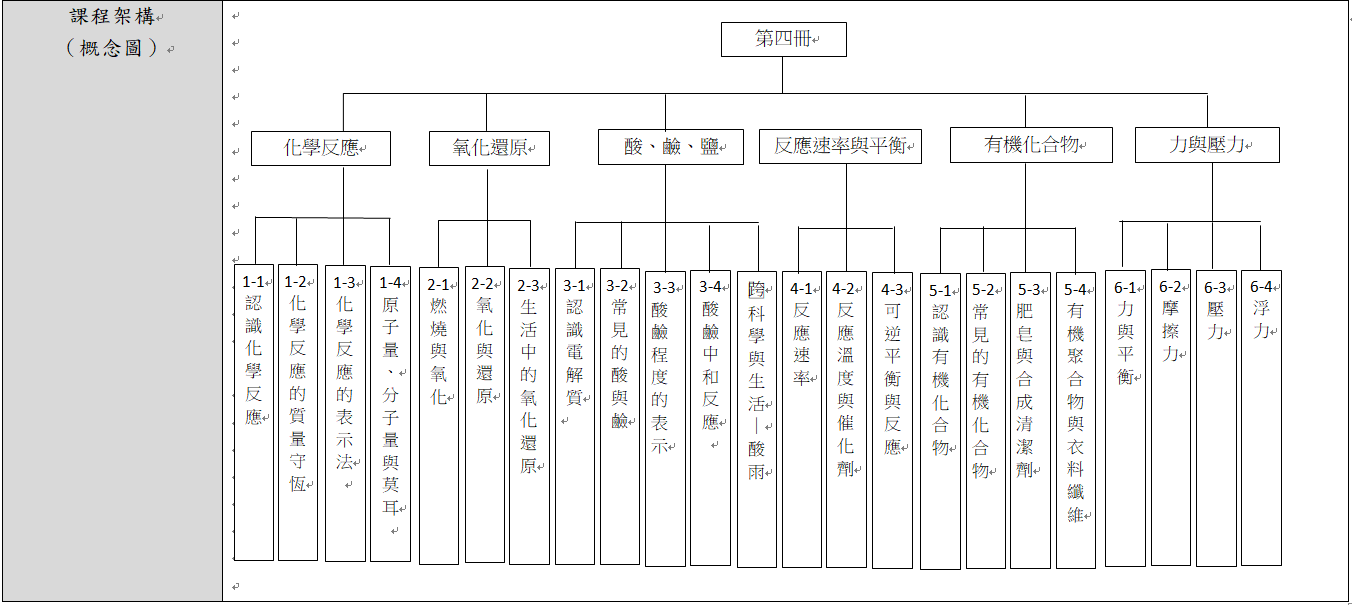 課程架構
（概念圖）
第四冊
化學反應
氧化還原
酸、鹼、鹽
反應速率與平衡
有機化合物
力與壓力
1-1認識化學反應
1-2化學反應的質量守恆
1-3化學反應的表示法
1-4原子量、分子量與莫耳
2-1燃燒與氧化
2-2氧化與還原
2-3生活中的氧化還原
3-1認識電解質
3-2常見的酸與鹼
3-3酸鹼程度的表示
3-4酸鹼中和反應
跨科學與生活—酸雨
4-1反應速率
4-2反應溫度與催化劑
4-3可逆平衡與反應
5-1認識有機化合物
5-2常見的有機化合物
5-3肥皂與合成清潔劑
5-4有機聚合物與衣料纖維
6-1力與平衡
6-2摩擦力
6-3壓力
6-4浮力